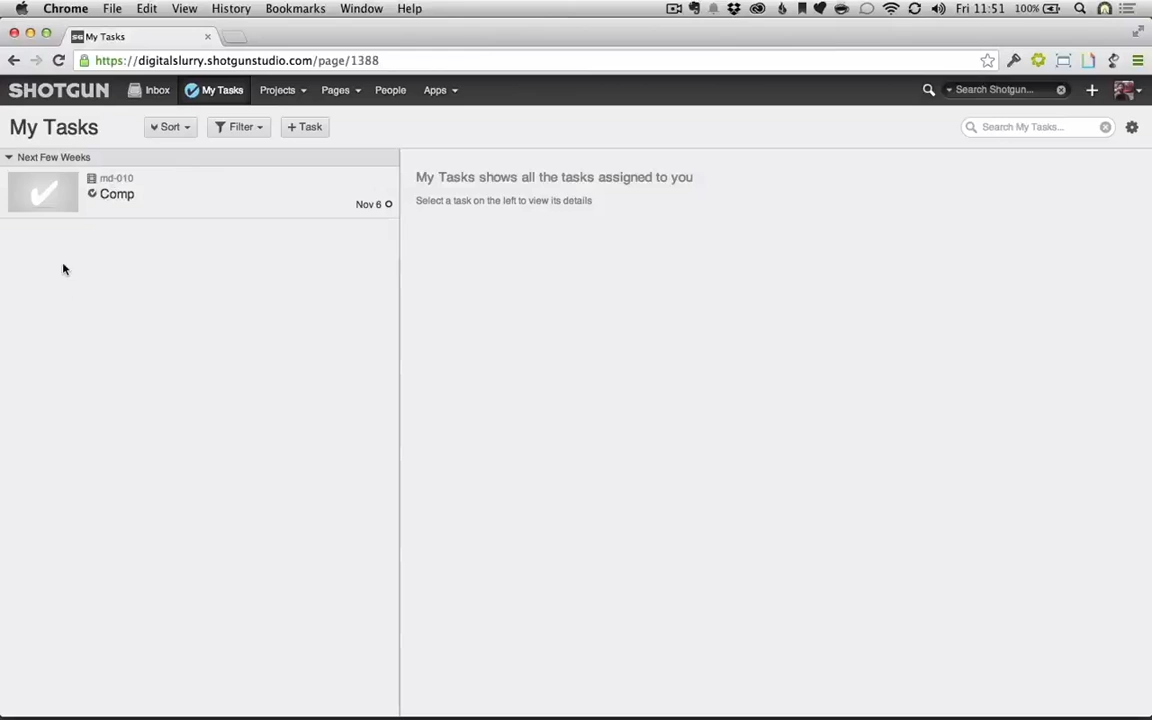 Chrome File Edit View History Bookmarks Window Help Fri 11:51 100%
SG My Tasks
https://digitalslurry.shotgunstudio.com/page/1388
SHOTGUN Inbox My Tasks Projects Pages People Apps Search Shotgun...
My Tasks Sort Filter + Task Search My Tasks...
Next Few Weeks
md-010
Comp
Nov 6
My Tasks shows all the tasks assigned to you
Select a task on the left to view its details